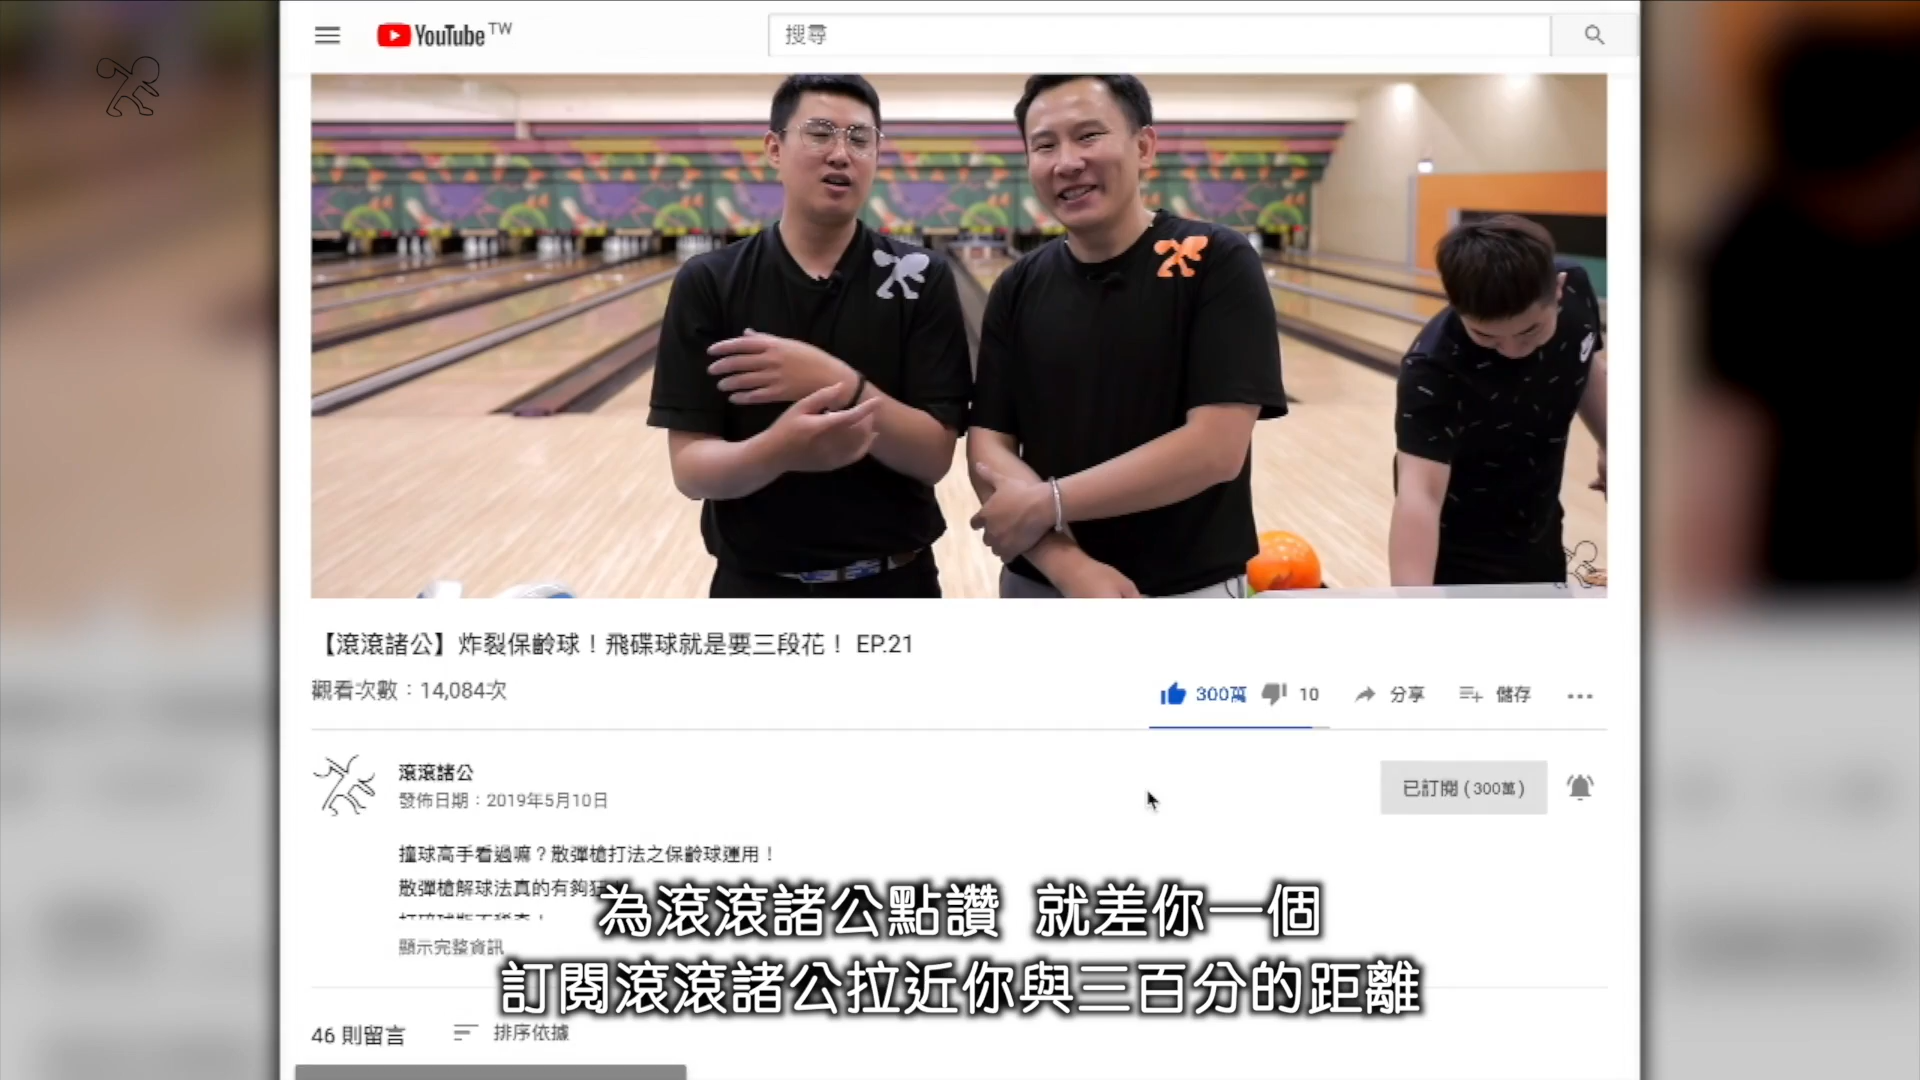 YouTube TW
搜尋
【滾滾諸公】炸裂保齡球！飛碟球就是要三段花！ EP.21
觀看次數：14,084次
300萬
10
分享
儲存
滾滾諸公
發佈日期：2019年5月10日
已訂閱 (300萬)
撞球高手看過嘛？散彈槍打法之保齡球運用！
散彈槍解球法真的有夠狂
顯示完整資訊
為滾滾諸公點讚 就差你一個
訂閱滾滾諸公拉近你與三百分的距離
46 則留言
排序依據